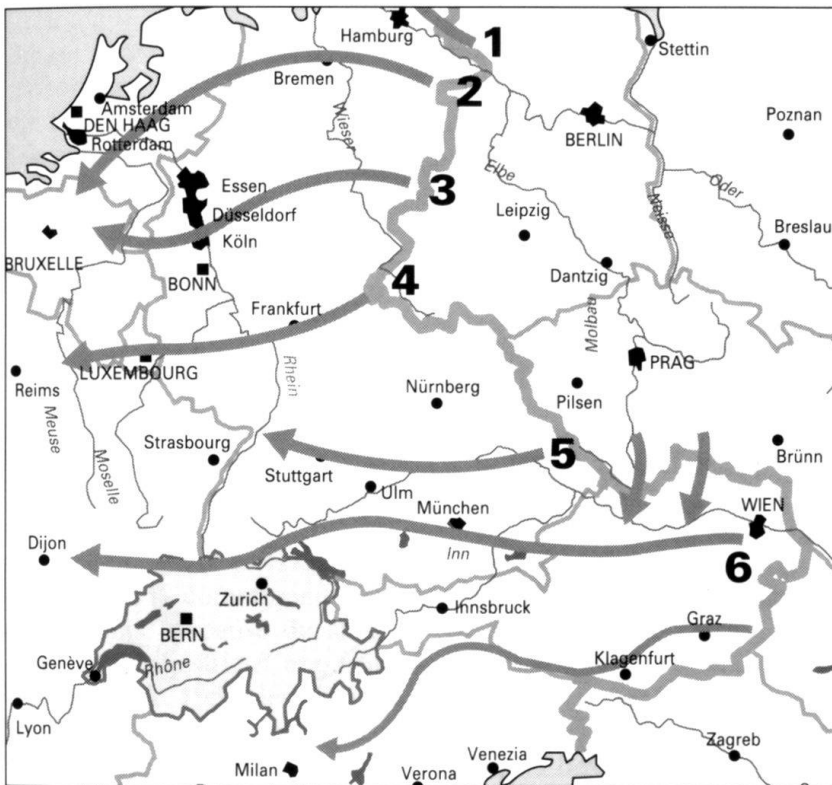 Hamburg
1
Stettin
Bremen
2
Amsterdam
DEN HAAG
Rotterdam
Wieser
BERLIN
Poznan
Essen
3
Elbe
Oder
Düsseldorf
Leipzig
Neisse
Breslau
Köln
BRUXELLE
BONN
4
Dantzig
Frankfurt
Molbau
LUXEMBOURG
Rhein
PRAG
Reims
Nürnberg
Pilsen
Meuse
Moselle
Strasbourg
5
Brünn
Stuttgart
Ulm
München
WIEN
Dijon
Inn
6
Zurich
Innsbruck
BERN
Graz
Genève
Rhône
Klagenfurt
Lyon
Milan
Venezia
Zagreb
Verona